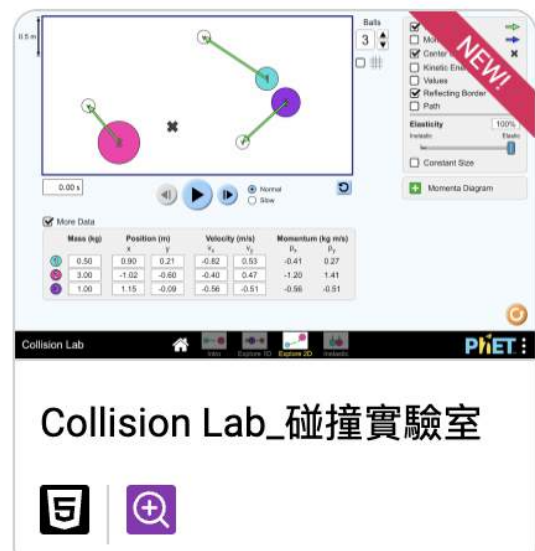 0.5 m
Balls
3
Center
Kinetic Ene
Values
Reflecting Border
Path
Elasticity 100%
Inelastic Elastic
Constant Size
Momenta Diagram
NEW!
0.00 s
Normal
Slow
More Data
Mass (kg) Position (m) Velocity (m/s) Momentum (kg m/s)
x y Vx Vy Px Py
1 0.50 0.90 0.21 -0.82 0.53 -0.41 0.27
2 3.00 -1.02 -0.60 -0.40 0.47 -1.20 1.41
3 1.00 1.15 -0.09 -0.56 -0.51 -0.56 -0.51
Collision Lab
Intro Explore 1D Explore 2D Inelastic
PhET
Collision Lab_碰撞實驗室
5